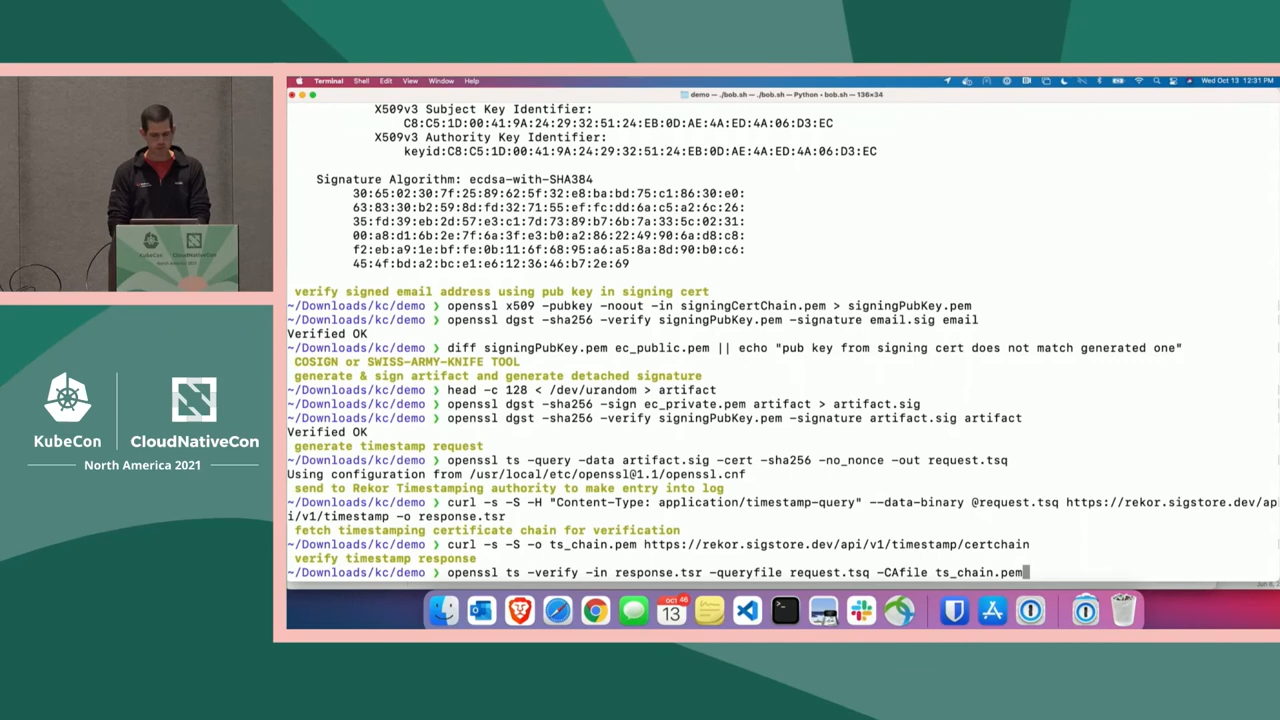 Terminal Shell Edit View Window Help Wed Oct 13 12:31 PM
demo — ./bob.sh — ./bob.sh — Python • bob.sh — 136×34
X509v3 Subject Key Identifier:
C8:C5:1D:00:41:9A:24:29:32:51:24:EB:0D:AE:4A:ED:4A:06:D3:EC
X509v3 Authority Key Identifier:
keyid:C8:C5:1D:00:41:9A:24:29:32:51:24:EB:0D:AE:4A:ED:4A:06:D3:EC
Signature Algorithm: ecdsa-with-SHA384
30:65:02:30:7f:25:89:62:5f:32:e8:ba:bd:75:c1:86:30:e0:
63:83:30:b2:59:8d:fd:32:71:55:ef:fc:dd:6a:c5:a2:6c:26:
35:fd:39:eb:2d:57:e3:c1:7d:73:89:b7:6b:7a:33:5c:02:31:
00:a8:d1:6b:2e:7f:6a:3f:e3:b0:a2:86:22:49:90:6a:d8:c8:
f2:eb:a9:1e:bf:fe:0b:11:6f:68:95:a6:a5:8a:8d:90:b0:c6:
45:4f:bd:a2:bc:e1:e6:12:36:46:b7:2e:69
verify signed email address using pub key in signing cert
~/Downloads/kc/demo ❯ openssl x509 -pubkey -noout -in signingCertChain.pem > signingPubKey.pem
~/Downloads/kc/demo ❯ openssl dgst -sha256 -verify signingPubKey.pem -signature email.sig email
Verified OK
~/Downloads/kc/demo ❯ diff signingPubKey.pem ec_public.pem || echo "pub key from signing cert does not match generated one"
COSIGN or SWISS-ARMY-KNIFE TOOL
generate & sign artifact and generate detached signature
~/Downloads/kc/demo ❯ head -c 128 < /dev/urandom > artifact
~/Downloads/kc/demo ❯ openssl dgst -sha256 -sign ec_private.pem artifact > artifact.sig
~/Downloads/kc/demo ❯ openssl dgst -sha256 -verify signingPubKey.pem -signature artifact.sig artifact
Verified OK
generate timestamp request
~/Downloads/kc/demo ❯ openssl ts -query -data artifact.sig -cert -sha256 -no_nonce -out request.tsq
Using configuration from /usr/local/etc/openssl@1.1/openssl.cnf
send to Rekor Timestamping authority to make entry into log
~/Downloads/kc/demo ❯ curl -s -S -H "Content-Type: application/timestamp-query" --data-binary @request.tsq https://rekor.sigstore.dev/ap
i/v1/timestamp -o response.tsr
fetch timestamping certificate chain for verification
~/Downloads/kc/demo ❯ curl -s -S -o ts_chain.pem https://rekor.sigstore.dev/api/v1/timestamp/certchain
verify timestamp response
~/Downloads/kc/demo ❯ openssl ts -verify -in response.tsr -queryfile request.tsq -CAfile ts_chain.pem
OCT 46
13
KubeCon CloudNativeCon
North America 2021
KubeCon CloudNativeCon
North America 2021